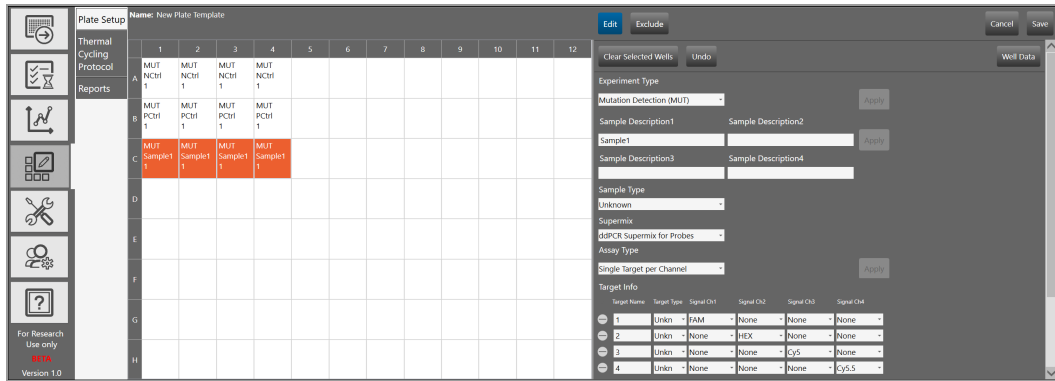 Plate Setup
Thermal
Cycling
Protocol
Reports
For Research
Use only
BETA
Version 1.0
Name: New Plate Template
1 2 3 4 5 6 7 8 9 10 11 12
A
MUT MUT MUT MUT
NCtrl NCtrl NCtrl NCtrl
1 1 1 1
B
MUT MUT MUT MUT
PCtrl PCtrl PCtrl PCtrl
1 1 1 1
C
MUT MUT MUT MUT
Sample1 Sample1 Sample1 Sample1
1 1 1 1
D
E
F
G
H
Edit Exclude Cancel Save
Clear Selected Wells Undo Well Data
Experiment Type
Mutation Detection (MUT) Apply
Sample Description1 Sample Description2
Sample1 Apply
Sample Description3 Sample Description4
Sample Type
Unknown
Supermix
ddPCR Supermix for Probes
Assay Type
Single Target per Channel Apply
Target Info
Target Name Target Type Signal Ch1 Signal Ch2 Signal Ch3 Signal Ch4
1 Unkn FAM None None None
2 Unkn None HEX None None
3 Unkn None None Cy5 None
4 Unkn None None None Cy5.5